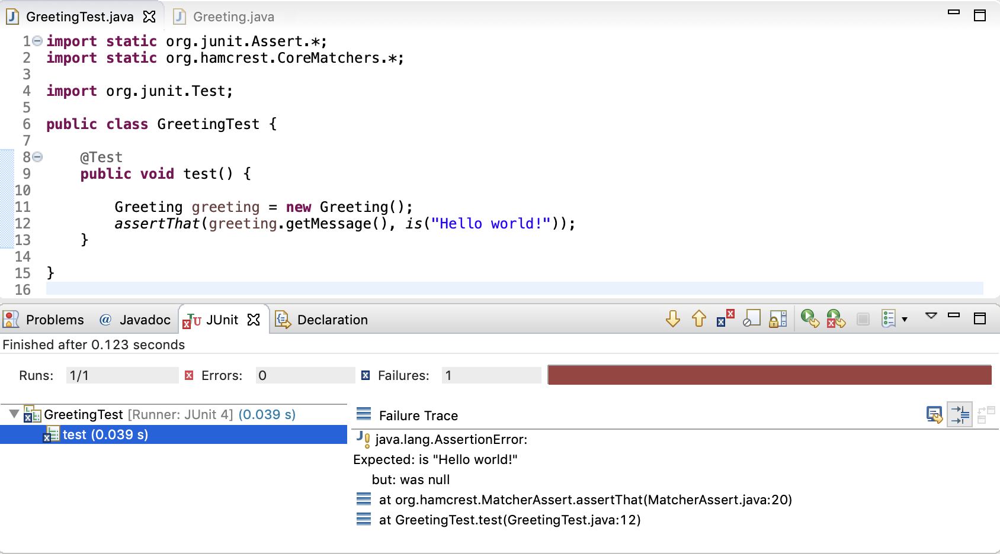 GreetingTest.java Greeting.java
1 import static org.junit.Assert.*;
2 import static org.hamcrest.CoreMatchers.*;
3
4 import org.junit.Test;
5
6 public class GreetingTest {
7
8 @Test
9 public void test() {
10
11 Greeting greeting = new Greeting();
12 assertThat(greeting.getMessage(), is("Hello world!"));
13 }
14
15 }
16
Problems @ Javadoc JUnit Declaration
Finished after 0.123 seconds
Runs: 1/1 Errors: 0 Failures: 1
GreetingTest [Runner: JUnit 4] (0.039 s)
test (0.039 s)
Failure Trace
java.lang.AssertionError:
Expected: is "Hello world!"
but: was null
at org.hamcrest.MatcherAssert.assertThat(MatcherAssert.java:20)
at GreetingTest.test(GreetingTest.java:12)